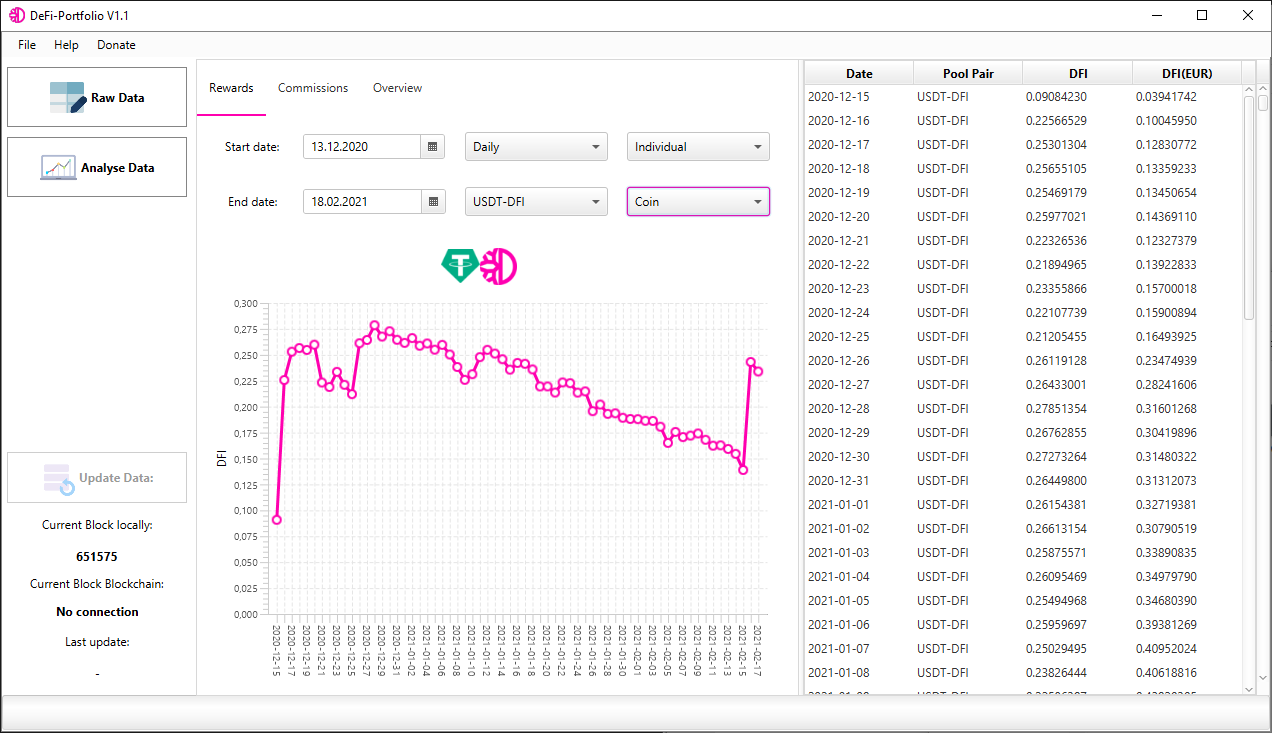 DeFi-Portfolio V1.1
File Help Donate
Raw Data
Analyse Data
Update Data:
Current Block locally:
651575
Current Block Blockchain:
No connection
Last update:
-
Rewards Commissions Overview
Start date: 13.12.2020 Daily Individual
End date: 18.02.2021 USDT-DFI Coin
DFI
0,300
0,275
0,250
0,225
0,200
0,175
0,150
0,125
0,100
0,075
0,050
0,025
0,000
2020-12-15
2020-12-17
2020-12-19
2020-12-21
2020-12-23
2020-12-25
2020-12-27
2020-12-29
2020-12-31
2021-01-02
2021-01-04
2021-01-06
2021-01-08
2021-01-10
2021-01-12
2021-01-14
2021-01-16
2021-01-18
2021-01-20
2021-01-22
2021-01-24
2021-01-26
2021-01-28
2021-01-30
2021-02-01
2021-02-03
2021-02-05
2021-02-07
2021-02-09
2021-02-11
2021-02-13
2021-02-15
2021-02-17
Date Pool Pair DFI DFI(EUR)
2020-12-15 USDT-DFI 0.09084230 0.03941742
2020-12-16 USDT-DFI 0.22566529 0.10045950
2020-12-17 USDT-DFI 0.25301304 0.12830772
2020-12-18 USDT-DFI 0.25655105 0.13359233
2020-12-19 USDT-DFI 0.25469179 0.13450654
2020-12-20 USDT-DFI 0.25977021 0.14369110
2020-12-21 USDT-DFI 0.22326536 0.12327379
2020-12-22 USDT-DFI 0.21894965 0.13922833
2020-12-23 USDT-DFI 0.23355866 0.15700018
2020-12-24 USDT-DFI 0.22107739 0.15900894
2020-12-25 USDT-DFI 0.21205455 0.16493925
2020-12-26 USDT-DFI 0.26119128 0.23474939
2020-12-27 USDT-DFI 0.26433001 0.28241606
2020-12-28 USDT-DFI 0.27851354 0.31601268
2020-12-29 USDT-DFI 0.26762855 0.30419896
2020-12-30 USDT-DFI 0.27273264 0.31480322
2020-12-31 USDT-DFI 0.26449800 0.31312073
2021-01-01 USDT-DFI 0.26154381 0.32719381
2021-01-02 USDT-DFI 0.26613154 0.30790519
2021-01-03 USDT-DFI 0.25875571 0.33890835
2021-01-04 USDT-DFI 0.26095469 0.34979790
2021-01-05 USDT-DFI 0.25494968 0.34680390
2021-01-06 USDT-DFI 0.25959697 0.39381269
2021-01-07 USDT-DFI 0.25029495 0.40952024
2021-01-08 USDT-DFI 0.23826444 0.40618816